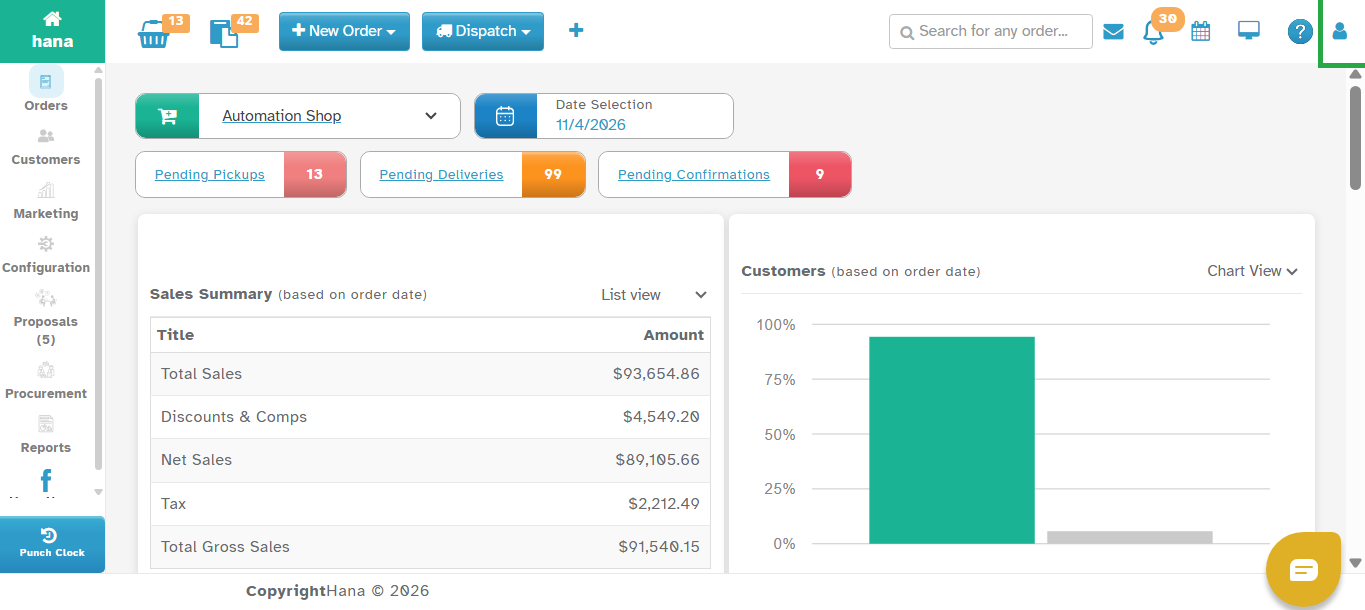 hana
13
42
New Order
Dispatch
Search for any order...
30
?
Orders
Customers
Marketing
Configuration
Proposals
(5)
Procurement
Reports
Punch Clock
Automation Shop
Date Selection
11/4/2026
Pending Pickups 13
Pending Deliveries 99
Pending Confirmations 9
Sales Summary (based on order date)
List view
Title Amount
Total Sales $93,654.86
Discounts & Comps $4,549.20
Net Sales $89,105.66
Tax $2,212.49
Total Gross Sales $91,540.15
Customers (based on order date)
Chart View
100%
75%
50%
25%
0%
CopyrightHana © 2026